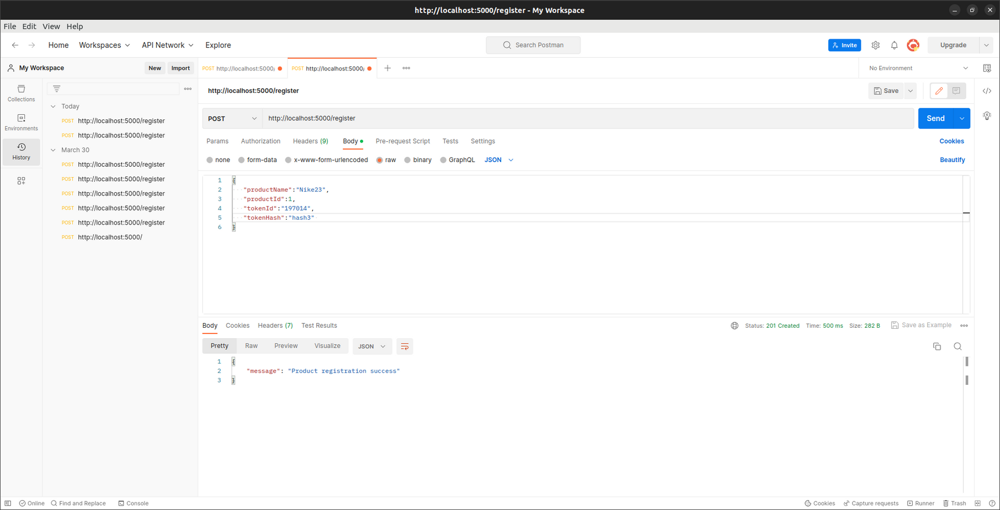 http://localhost:5000/register - My Workspace
File Edit View Help
Home Workspaces API Network Explore
Search Postman
Invite
Upgrade
My Workspace
New Import
POST http://localhost:5000/
POST http://localhost:5000/
No Environment
Collections
Environments
History
Today
POST http://localhost:5000/register
POST http://localhost:5000/register
March 30
POST http://localhost:5000/register
POST http://localhost:5000/register
POST http://localhost:5000/register
POST http://localhost:5000/register
POST http://localhost:5000/register
POST http://localhost:5000/
http://localhost:5000/register
Save
POST http://localhost:5000/register
Send
Params Authorization Headers (9) Body Pre-request Script Tests Settings
Cookies
none form-data x-www-form-urlencoded raw binary GraphQL JSON
Beautify
1 {
2 "productName":"Nike23",
3 "productId":1,
4 "tokenId":"197014",
5 "tokenHash":"hash3"
6 }
Body Cookies Headers (7) Test Results
Status: 201 Created Time: 500 ms Size: 282 B Save as Example
Pretty Raw Preview Visualize JSON
1 {
2 "message": "Product registration success"
3 }
Online Find and Replace Console
Cookies Capture requests Runner Trash